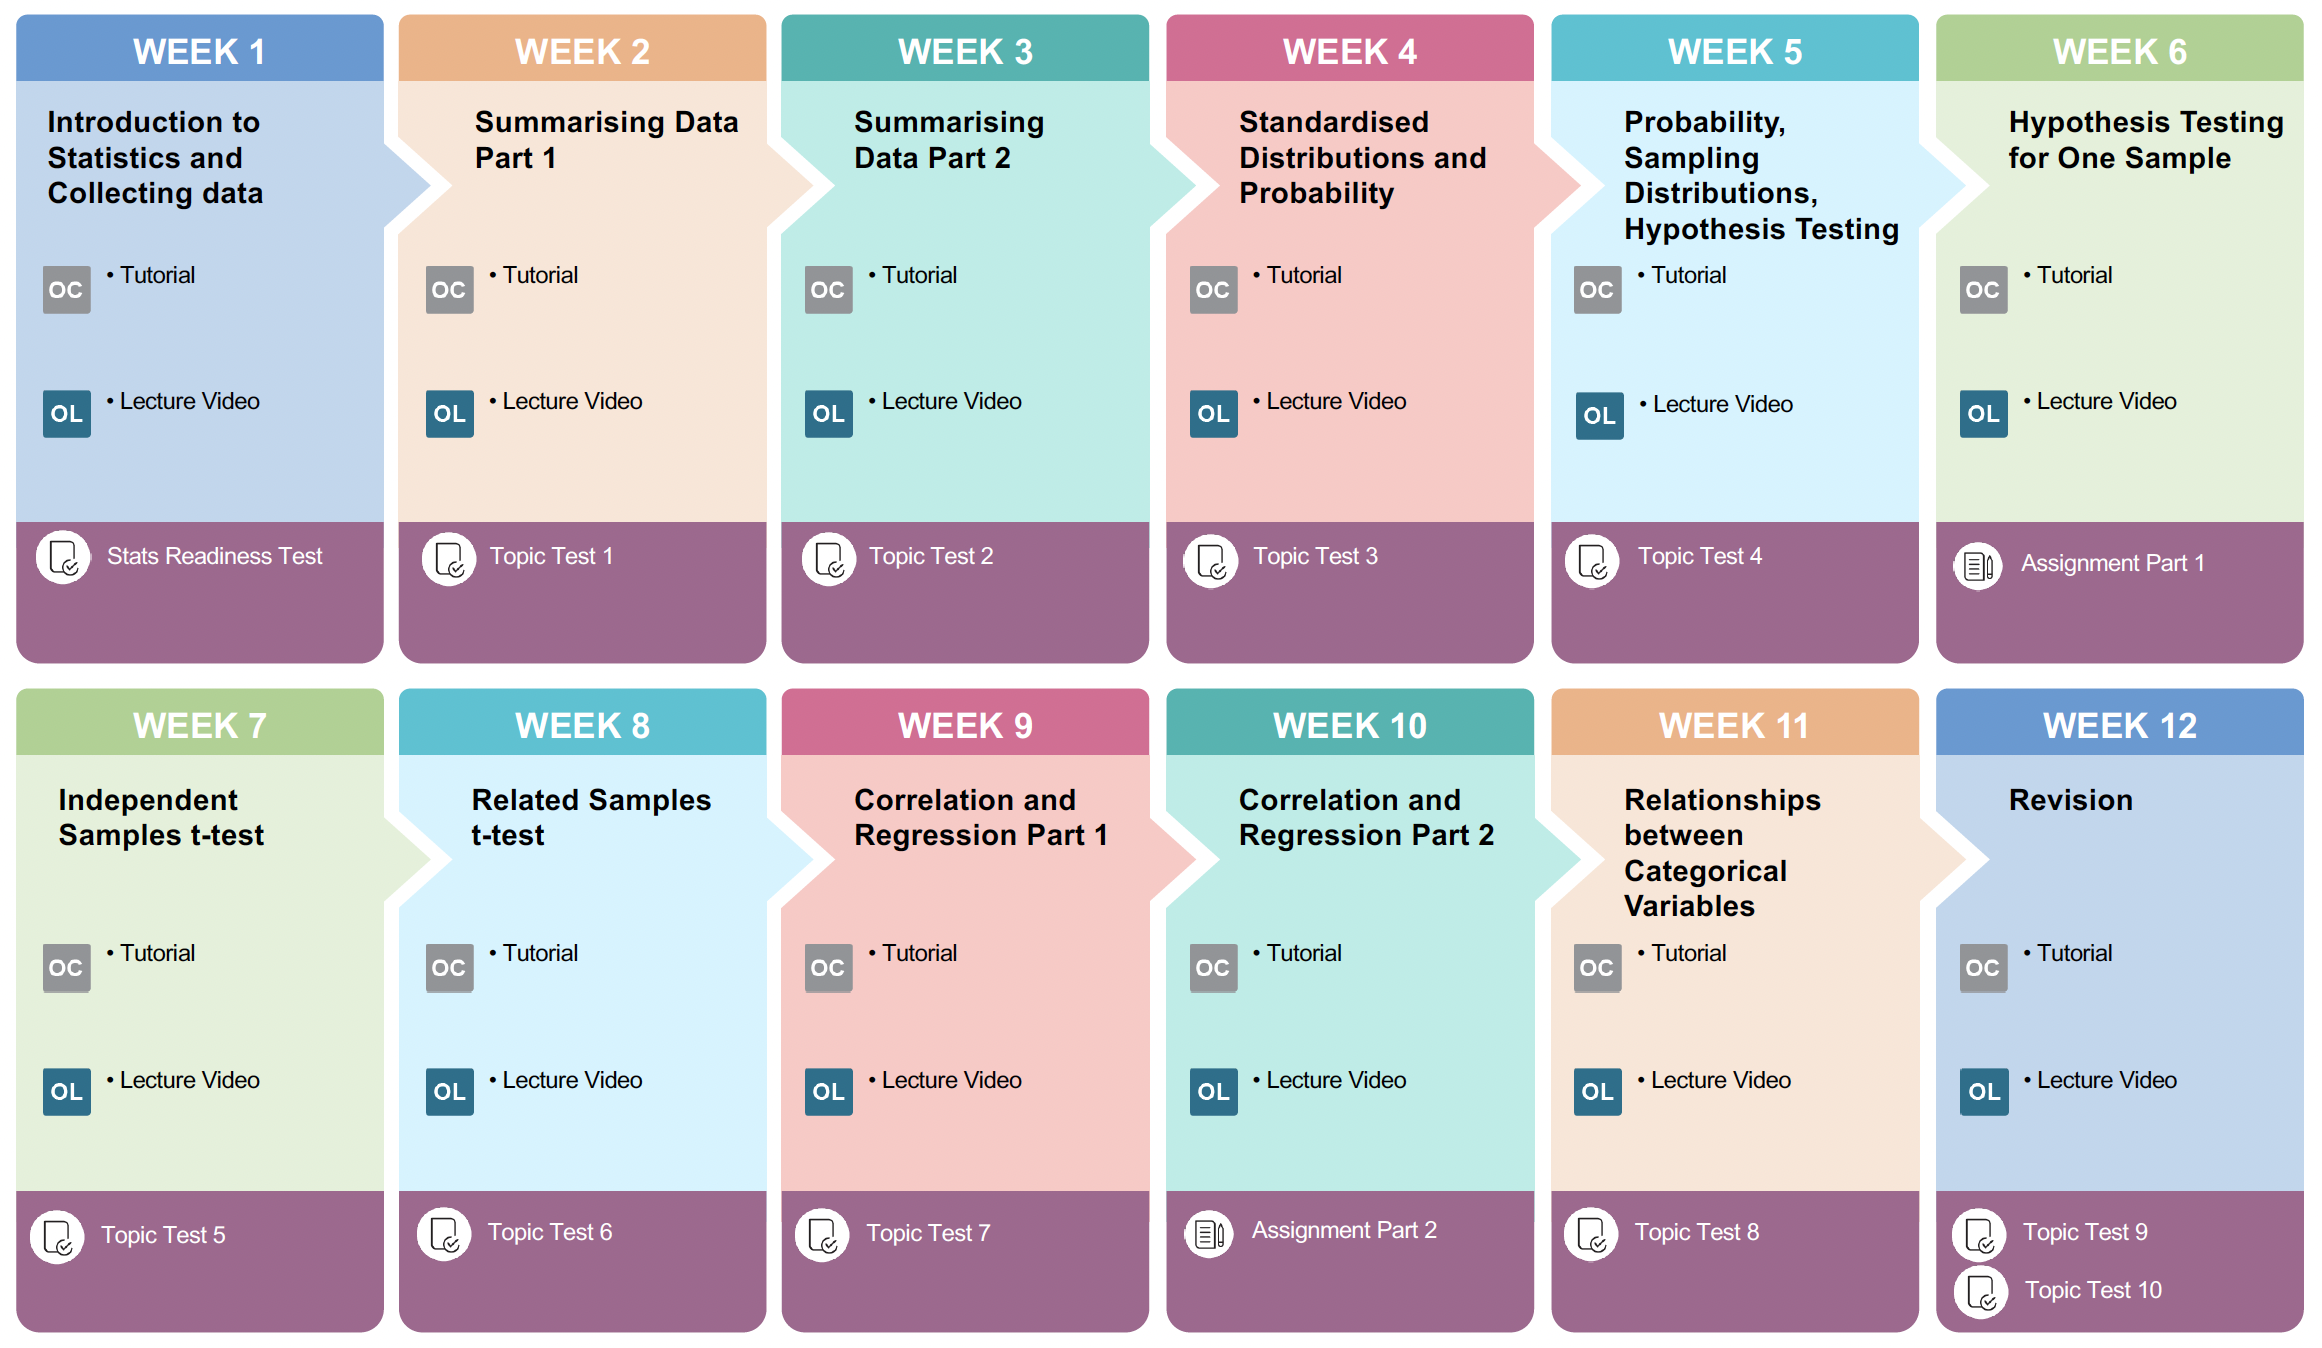 WEEK 1
Introduction to
Statistics and
Collecting data
OC
• Tutorial
OL
• Lecture Video
Stats Readiness Test
WEEK 2
Summarising Data
Part 1
OC
• Tutorial
OL
• Lecture Video
Topic Test 1
WEEK 3
Summarising
Data Part 2
OC
• Tutorial
OL
• Lecture Video
Topic Test 2
WEEK 4
Standardised
Distributions and
Probability
OC
• Tutorial
OL
• Lecture Video
Topic Test 3
WEEK 5
Probability,
Sampling
Distributions,
Hypothesis Testing
OC
• Tutorial
OL
• Lecture Video
Topic Test 4
WEEK 6
Hypothesis Testing
for One Sample
OC
• Tutorial
OL
• Lecture Video
Assignment Part 1
WEEK 7
Independent
Samples t-test
OC
• Tutorial
OL
• Lecture Video
Topic Test 5
WEEK 8
Related Samples
t-test
OC
• Tutorial
OL
• Lecture Video
Topic Test 6
WEEK 9
Correlation and
Regression Part 1
OC
• Tutorial
OL
• Lecture Video
Topic Test 7
WEEK 10
Correlation and
Regression Part 2
OC
• Tutorial
OL
• Lecture Video
Assignment Part 2
WEEK 11
Relationships
between
Categorical
Variables
OC
• Tutorial
OL
• Lecture Video
Topic Test 8
WEEK 12
Revision
OC
• Tutorial
OL
• Lecture Video
Topic Test 9
Topic Test 10